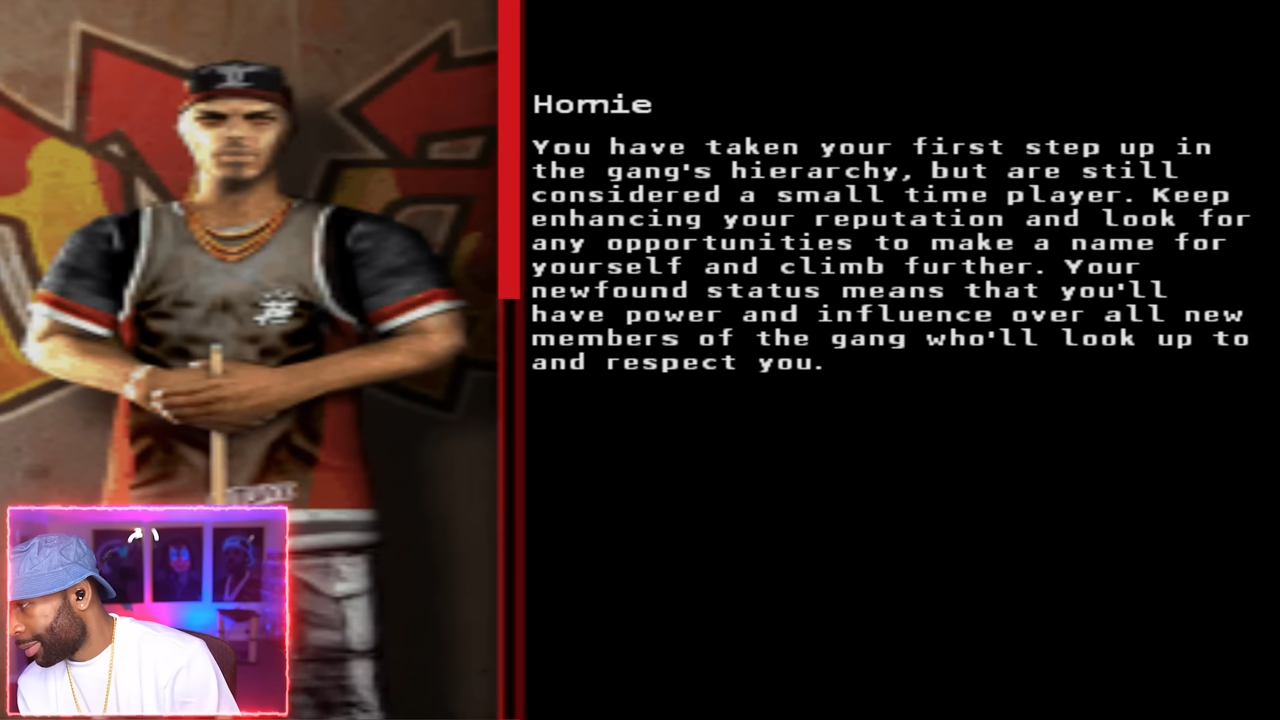 Homie
You have taken your first step up in
the gang's hierarchy, but are still
considered a small time player. Keep
enhancing your reputation and look for
any opportunities to make a name for
yourself and climb further. Your
newfound status means that you'll
have power and influence over all new
members of the gang who'll look up to
and respect you.